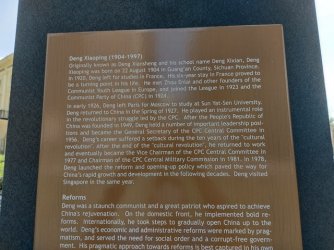 Deng Xiaoping (1904-1997)
Originally known as Deng Xiansheng and his school name Deng Xixian, Deng
Xiaoping was born on 22 August 1904 in Guang'an County, Sichuan Province.
In 1920, Deng left for studies in France. His six-year stay in France proved to
be a turning point in his life. He met Zhou Enlai and other founders of the
Communist Youth League in Europe, and joined the League in 1923 and the
Communist Party of China (CPC) in 1924.
In early 1926, Deng left Paris for Moscow to study at Sun Yat-Sen University.
Deng returned to China in the Spring of 1927. He played an instrumental role
in the revolutionary struggle led by the CPC. After the People's Republic of
China was founded in 1949, Deng held a number of important leadership posi-
tions and became the General Secretary of the CPC Central Committee in
1956. Deng's career suffered a setback during the ten years of the "cultural
revolution". After the end of the "cultural revolution", he returned to work
and eventually became the Vice Chairman of the CPC Central Committee in
1977 and Chairman of the CPC Central Military Commission in 1981. In 1978,
Deng launched the reform and opening-up policy which paved the way for
China's rapid growth and development in the following decades. Deng visited
Singapore in the same year.
Reforms
Deng was a staunch communist and a great patriot who aspired to achieve
China's rejuvenation. On the domestic front, he implemented bold re-
forms. Internationally, he took steps to gradually open China up to the
world. Deng's economic and administrative reforms were marked by prag-
matism, and served the need for social order and a corrupt-free govern-
ment. His pragmatic approach towards reforms is best captured in his own